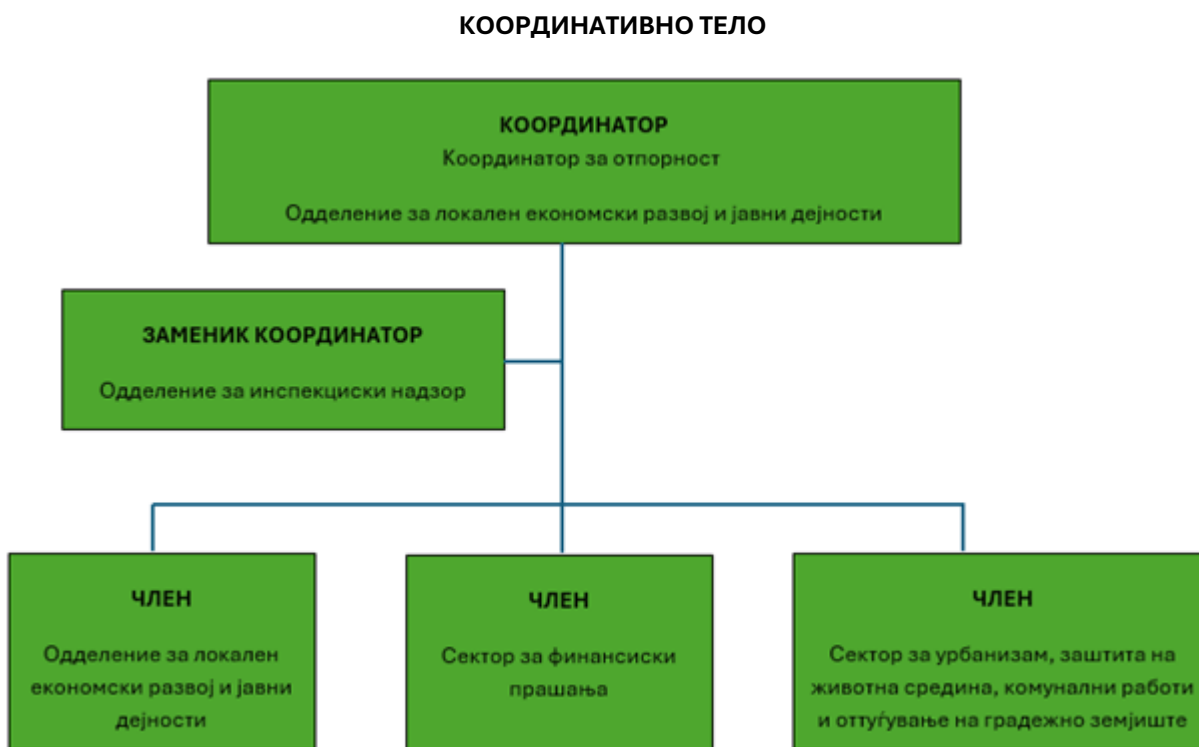 КООРДИНАТИВНО ТЕЛО
КООРДИНАТОР
Координатор за отпорност
Одделение за локален економски развој и јавни дејности
ЗАМЕНИК КООРДИНАТОР
Одделение за инспекциски надзор
ЧЛЕН
Одделение за локален
економски развој и јавни
дејности
ЧЛЕН
Сектор за финансиски
прашања
ЧЛЕН
Сектор за урбанизам, заштита на
животна средина, комунални работи
и оттуѓување на градежно земјиште